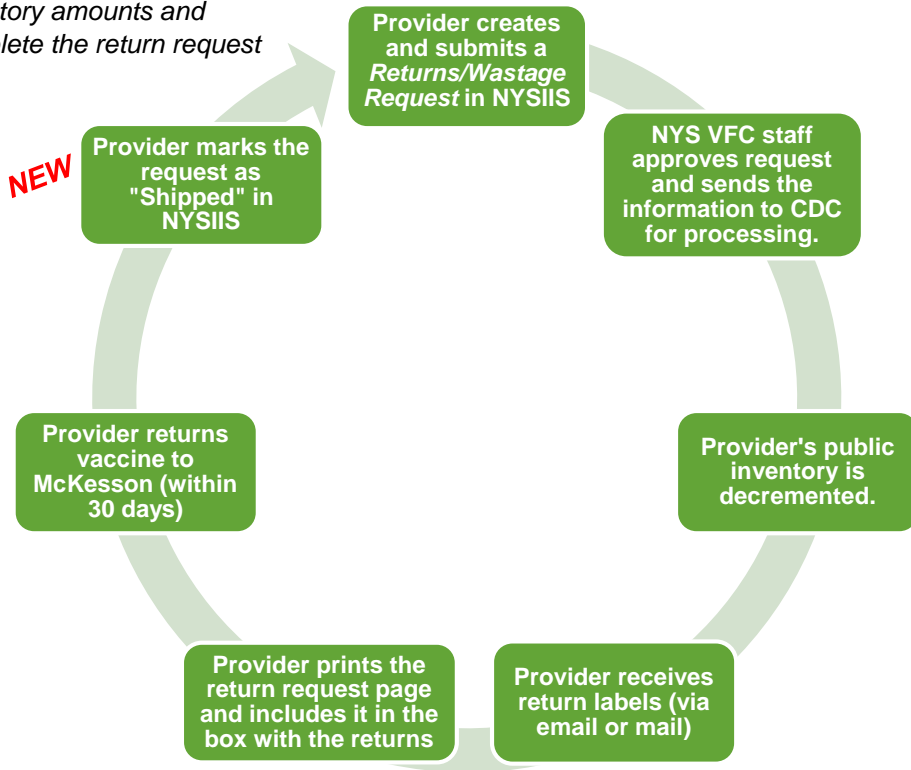 tory amounts and
lete the return request
Provider creates
and submits a
Returns/Wastage
Request in NYSIIS
NYS VFC staff
approves request
and sends the
information to CDC
for processing.
Provider's public
inventory is
decremented.
Provider receives
return labels (via
email or mail)
Provider prints the
return request page
and includes it in the
box with the returns
Provider returns
vaccine to
McKesson (within
30 days)
NEW
Provider marks the
request as
"Shipped" in
NYSIIS